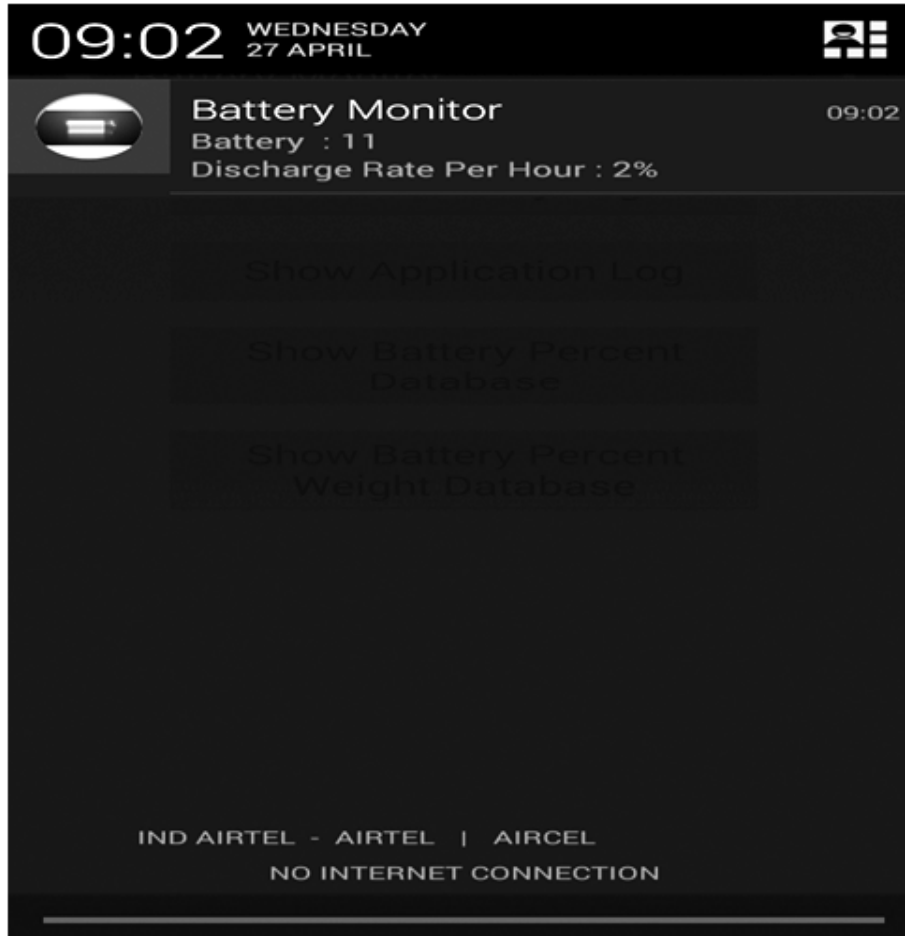 09:02 WEDNESDAY
27 APRIL
Battery Monitor 09:02
Battery : 11
Discharge Rate Per Hour : 2%
Show Application Log
Show Battery Percent
Database
Show Battery Percent
Weight Database
IND AIRTEL - AIRTEL | AIRCEL
NO INTERNET CONNECTION